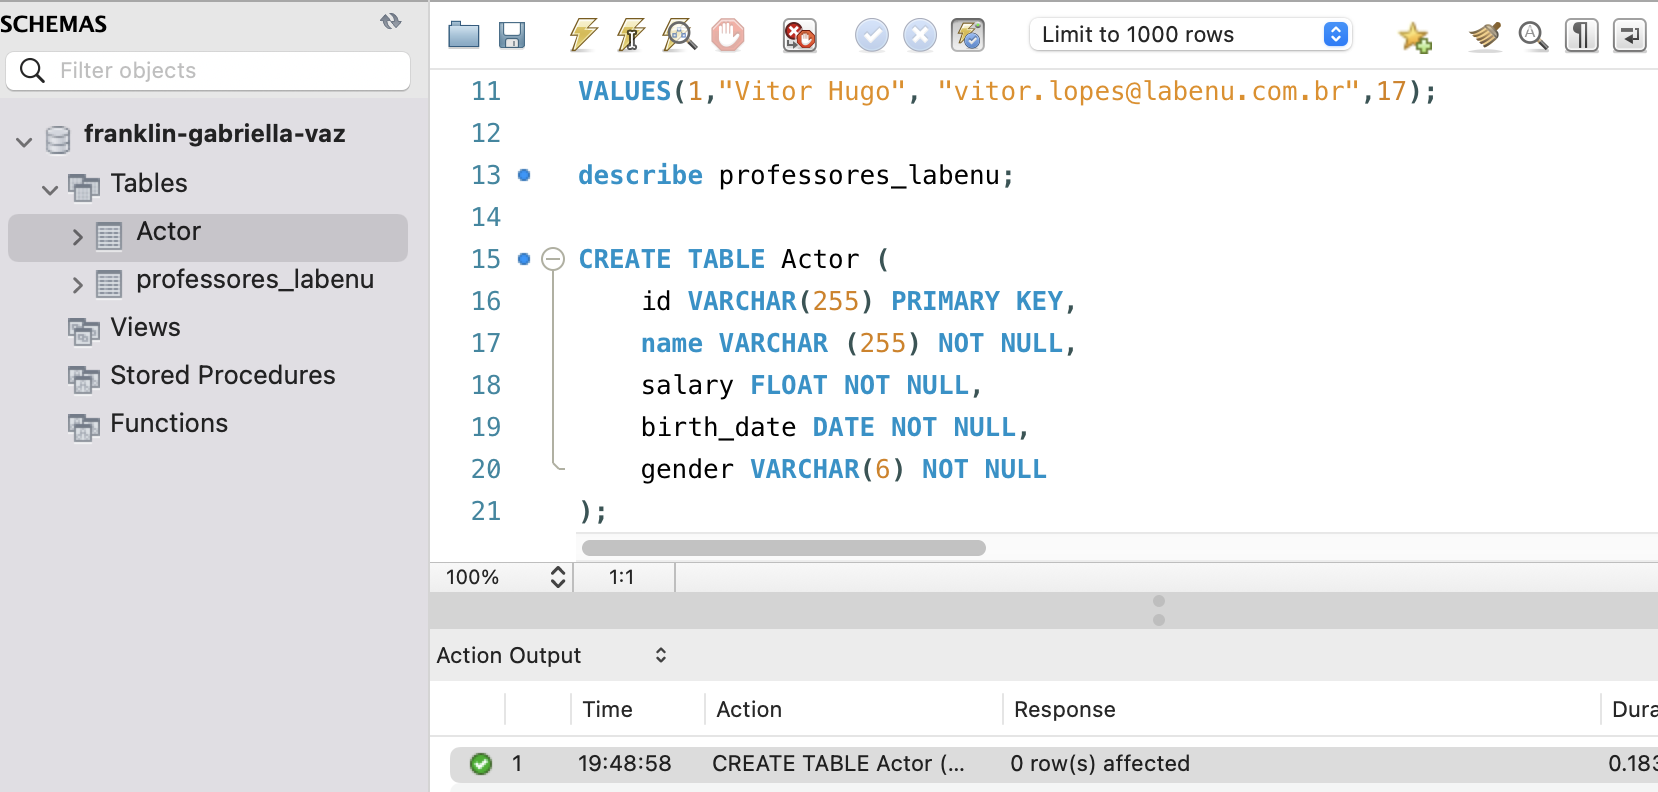 SCHEMAS
Filter objects
franklin-gabriella-vaz
Tables
Actor
professores_labenu
Views
Stored Procedures
Functions
Limit to 1000 rows
11 VALUES(1,"Vitor Hugo", "vitor.lopes@labenu.com.br",17);
12
13 describe professores_labenu;
14
15 CREATE TABLE Actor (
16 id VARCHAR(255) PRIMARY KEY,
17 name VARCHAR (255) NOT NULL,
18 salary FLOAT NOT NULL,
19 birth_date DATE NOT NULL,
20 gender VARCHAR(6) NOT NULL
21 );
100% 1:1
Action Output
Time Action Response Dura
1 19:48:58 CREATE TABLE Actor (... 0 row(s) affected 0.183